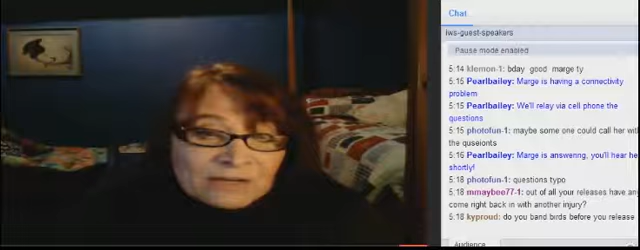 Chat
iws-guest-speakers
Pause mode enabled
5:14 klemon-1: bday good marge ty
5:15 Pearlbailey: Marge is having a connectivity
problem
5:15 Pearlbailey: We'll relay via cell phone the
questions
5:15 photofun-1: maybe some one could call her with
the quseionts
5:16 Pearlbailey: Marge is answering, you'll hear he
shortly!
5:18 photofun-1: questions typo
5:18 mmaybee77-1: out of all your releases have any
come right back in with another injury?
5:18 kyproud: do you band birds before you release
Audience